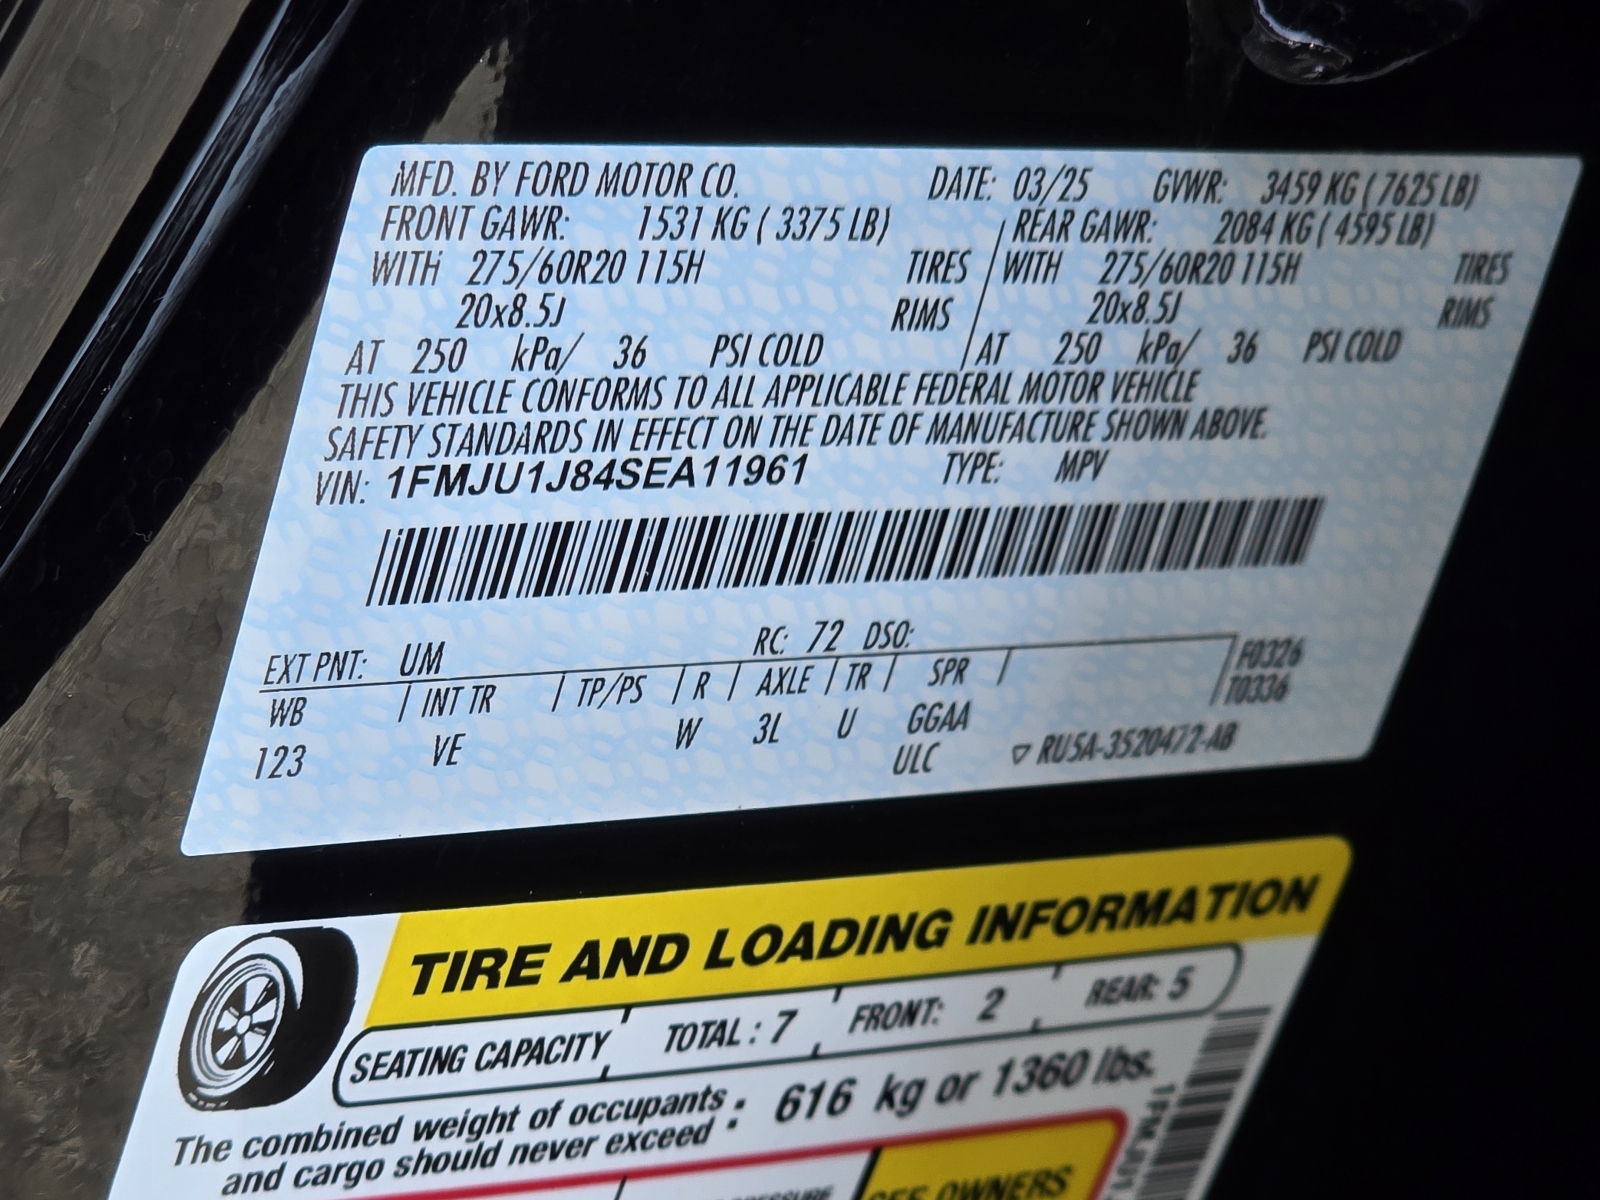 MFD. BY FORD MOTOR CO. DATE: 03/25 GVWR: 3459 KG ( 7625 LB)
FRONT GAWR: 1531 KG ( 3375 LB) REAR GAWR: 2084 KG ( 4595 LB)
WITH 275/60R20 115H TIRES WITH 275/60R20 115H TIRES
20x8.5J RIMS 20x8.5J RIMS
AT 250 kPa/ 36 PSI COLD AT 250 kPa/ 36 PSI COLD
THIS VEHICLE CONFORMS TO ALL APPLICABLE FEDERAL MOTOR VEHICLE
SAFETY STANDARDS IN EFFECT ON THE DATE OF MANUFACTURE SHOWN ABOVE.
VIN: 1FMJU1J84SEA11961 TYPE: MPV
EXT PNT: UM RC: 72 DSO: F0326
WB INT TR TP/PS R AXLE TR SPR T0336
123 VE W 3L U GGAA
ULC ▽ RU5A-3520472-AB
TIRE AND LOADING INFORMATION
SEATING CAPACITY TOTAL : 7 FRONT: 2 REAR: 5
The combined weight of occupants : 616 kg or 1360 lbs.
and cargo should never exceed
SEE OWNERS